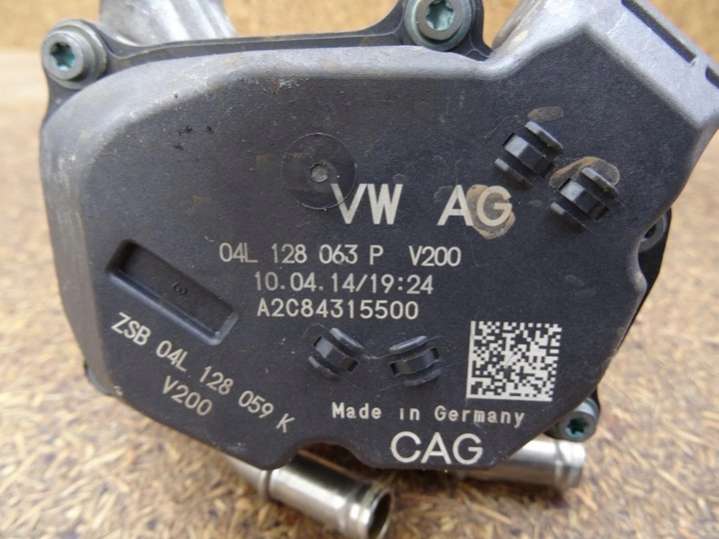 VW AG
04L 128 063 P V200
10.04.14/19:24
A2C84315500
ZSB 04L 128 059 K
V200
Made in Germany
CAG